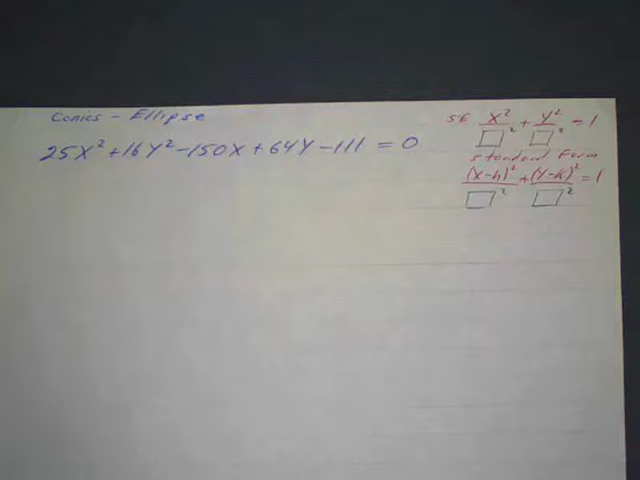 Conics - Ellipse
25X² + 16Y² - 150X + 64Y - 111 = 0
SE X²/□² + Y²/□² = 1
Standard Form
(X-h)²/□² + (Y-k)²/□² = 1